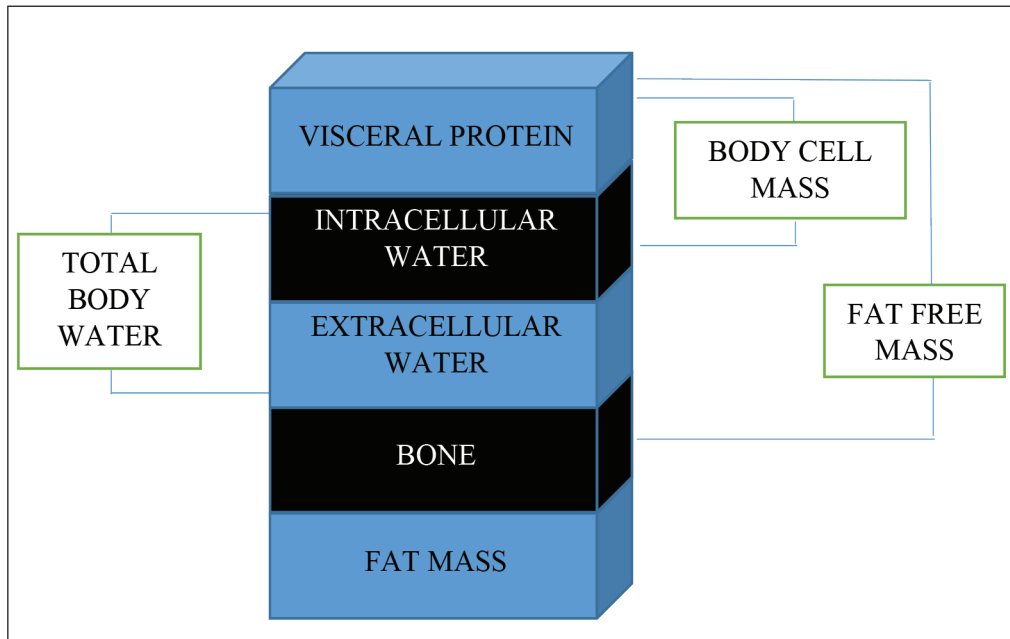 VISCERAL PROTEIN
INTRACELLULAR
WATER
EXTRACELLULAR
WATER
BONE
FAT MASS
TOTAL
BODY
WATER
BODY CELL
MASS
FAT FREE
MASS